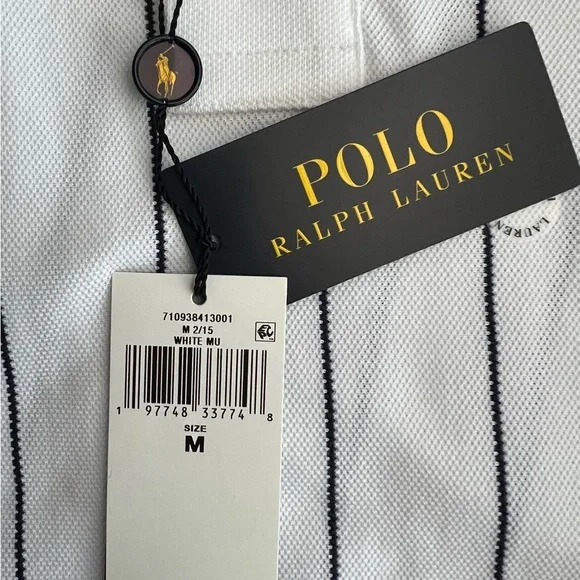 POLO
RALPH LAUREN
LAUREN
710938413001
M 2/15
WHITE MU
1 97748 33774 8
SIZE
M